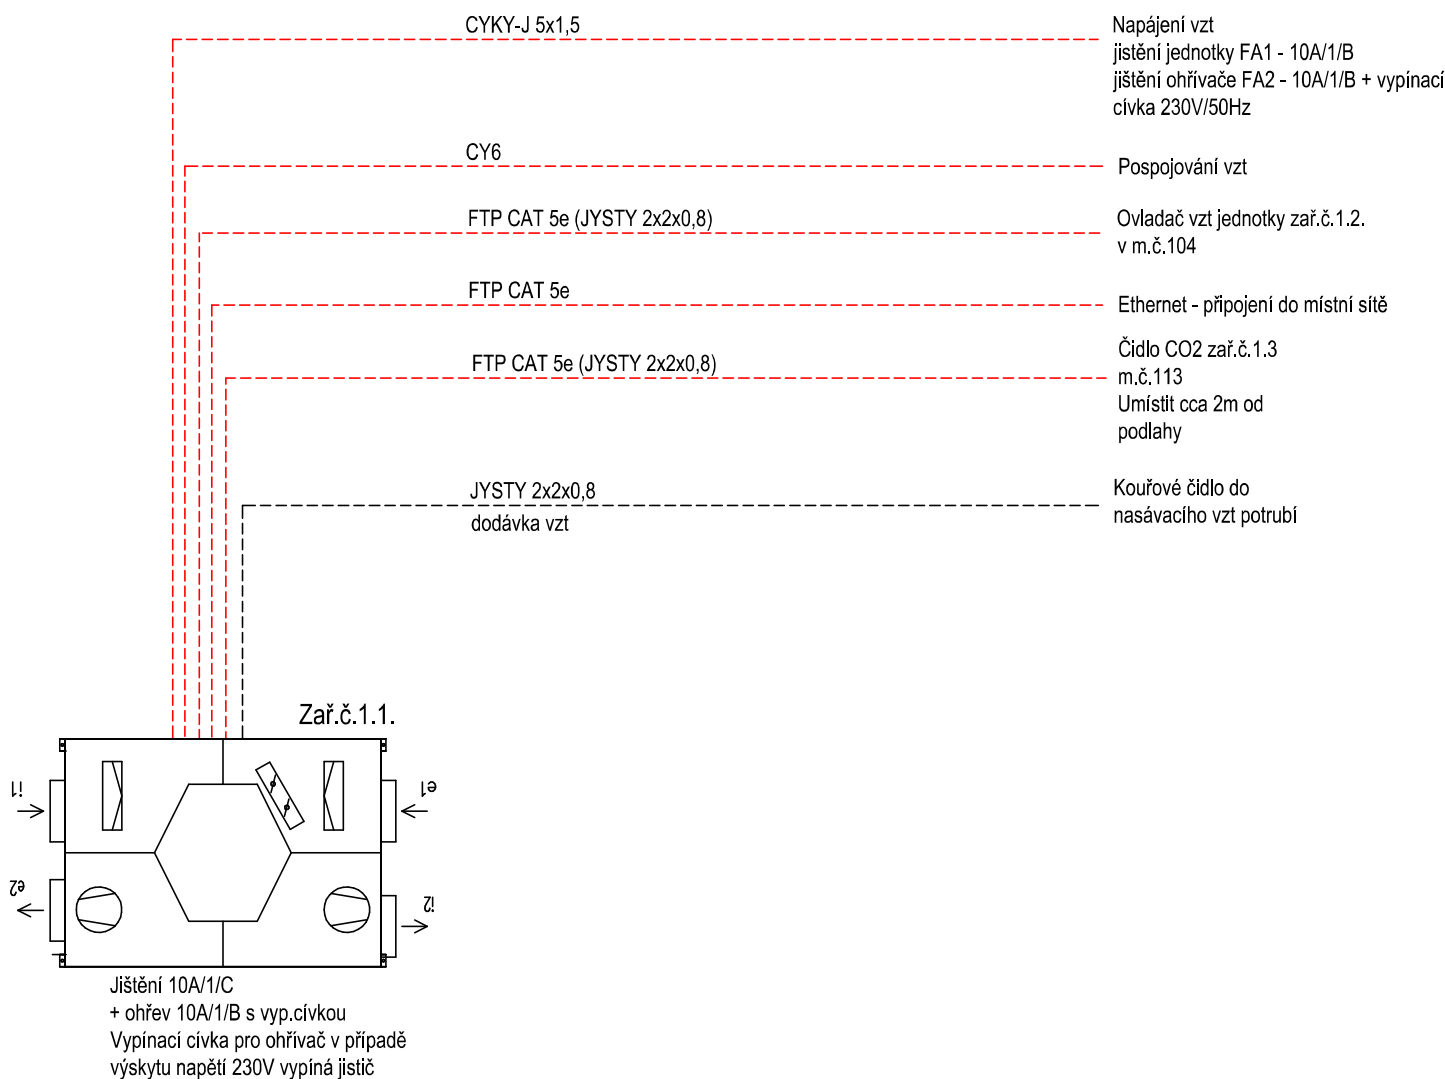 CYKY-J 5x1,5
Napájení vzt
jistění jednotky FA1 - 10A/1/B
jištění ohřívače FA2 - 10A/1/B + vypínací
cívka 230V/50Hz
CY6
Pospojování vzt
FTP CAT 5e (JYSTY 2x2x0,8)
Ovladač vzt jednotky zař.č.1.2.
v m.č.104
FTP CAT 5e
Ethernet - připojení do místní sítě
FTP CAT 5e (JYSTY 2x2x0,8)
Čidlo CO2 zař.č.1.3
m.č.113
Umístit cca 2m od
podlahy
JYSTY 2x2x0,8
dodávka vzt
Kouřové čidlo do
nasávacího vzt potrubí
Zař.č.1.1.
i1
e1
e2
i2
Jištění 10A/1/C
+ ohřev 10A/1/B s vyp.cívkou
Vypínací cívka pro ohřívač v případě
výskytu napětí 230V vypíná jistič